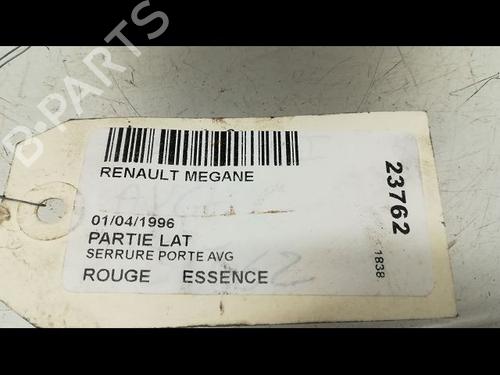 B-PARTS
RENAULT MEGANE
01/04/1996
PARTIE LAT
SERRURE PORTE AVG
ROUGE ESSENCE
23762
1838